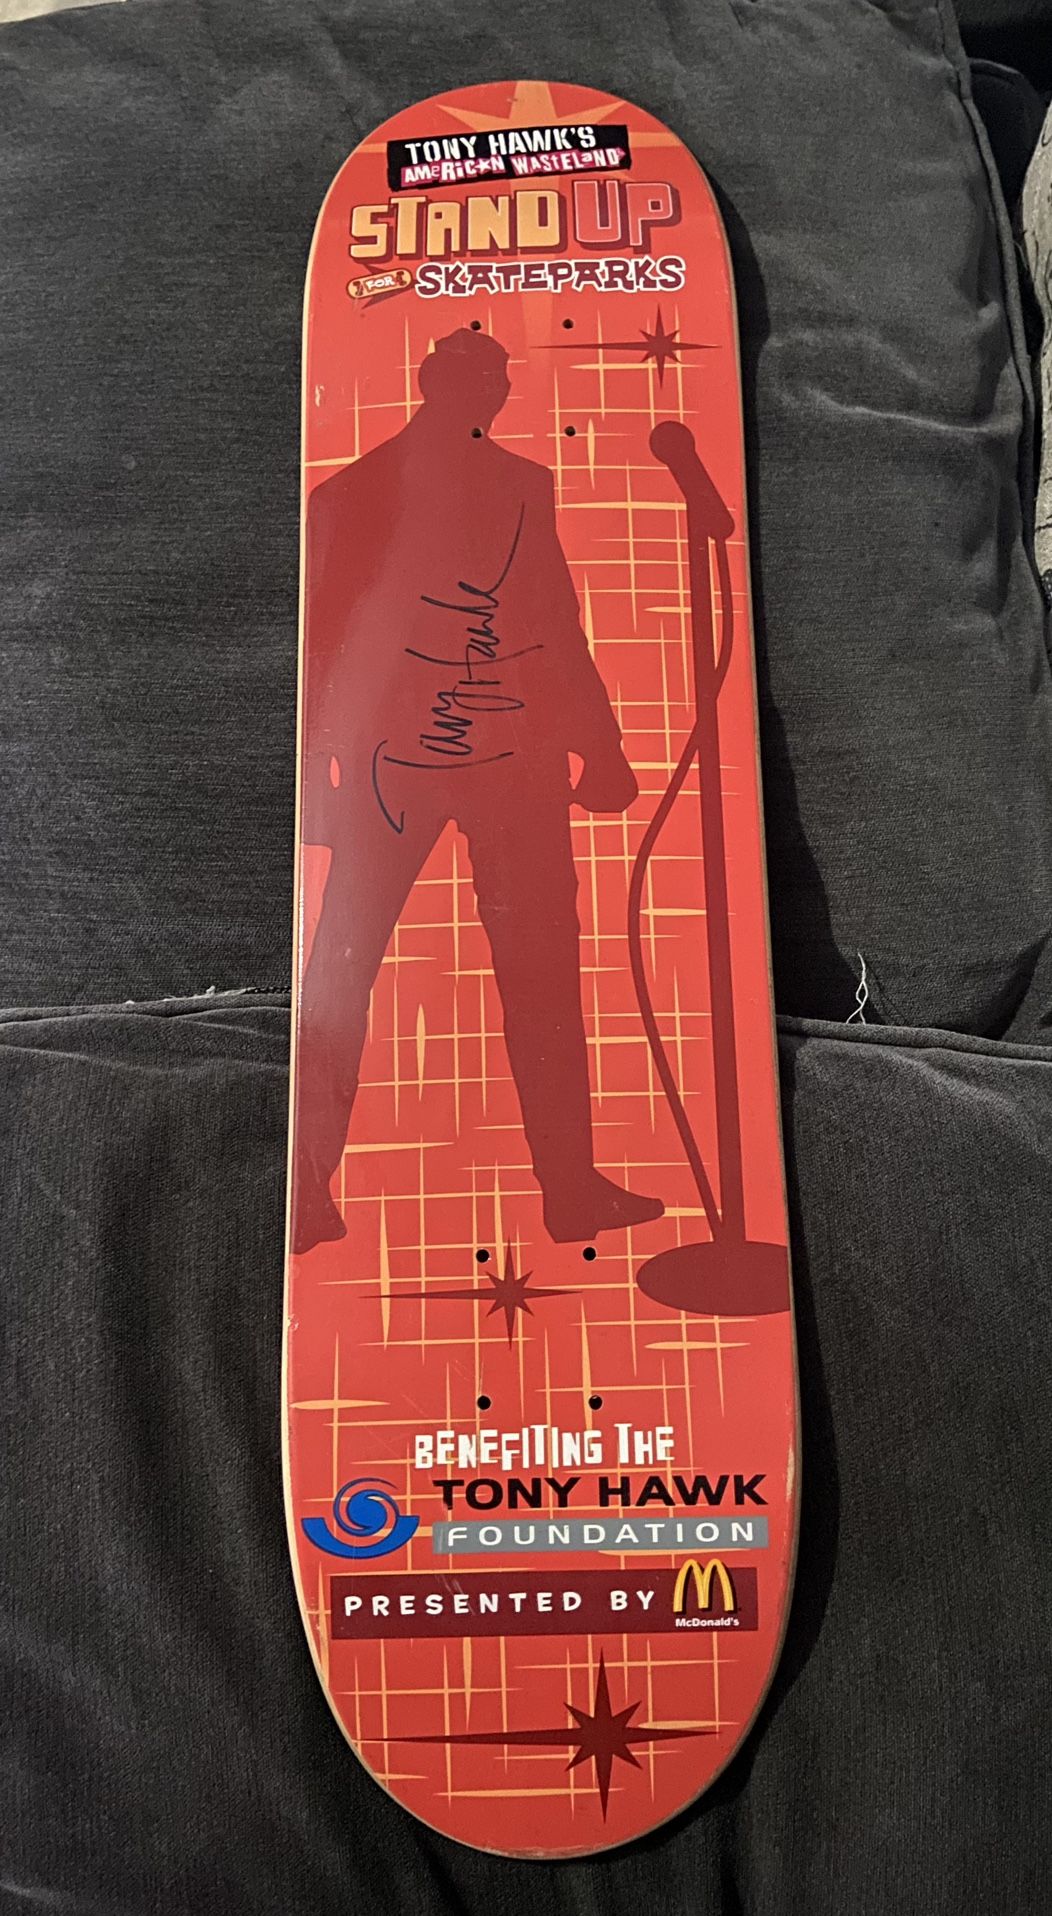 TONY HAWK'S
AMERICAN WASTELAND
STAND UP
FOR SKATEPARKS
Tony Hawk
BENEFITING THE
TONY HAWK
FOUNDATION
PRESENTED BY
McDonald's